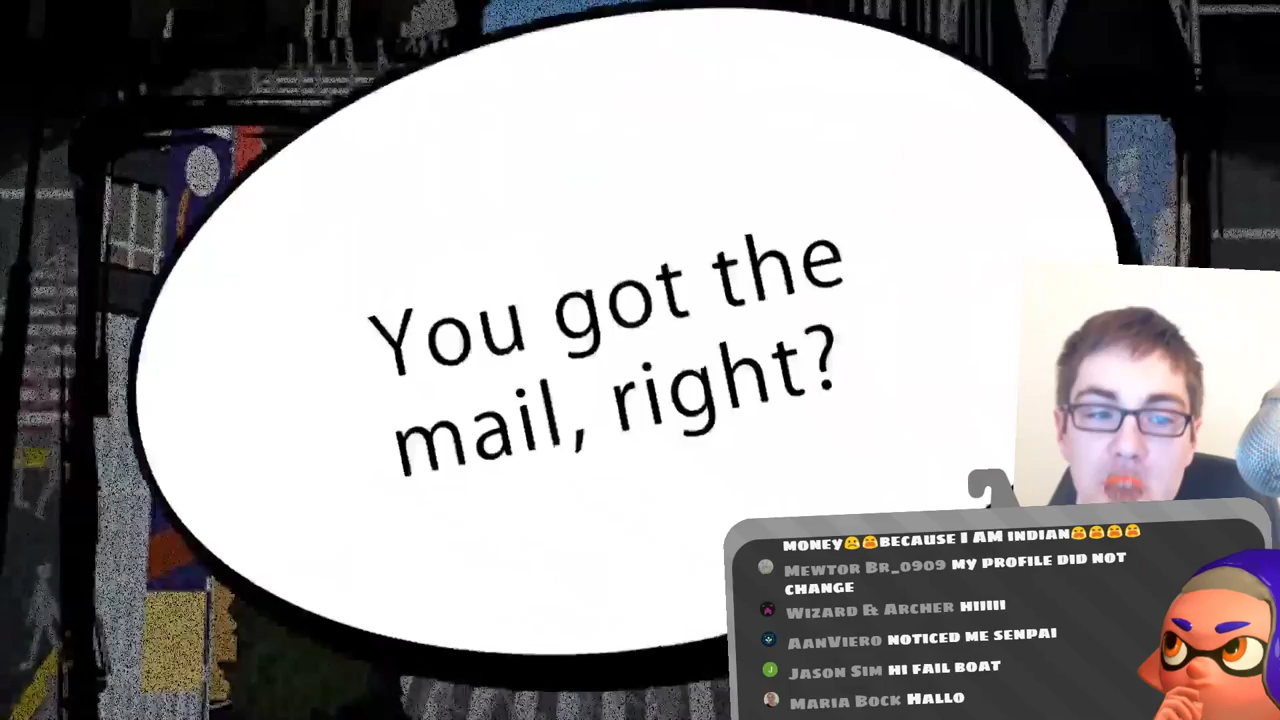 You got the
mail, right?
MONEY😫😫BECAUSE I AM INDIAN😫😫😫😫
MEWTOR BR_0909 MY PROFILE DID NOT
CHANGE
WIZARD & ARCHER HIIIII
AANVIERO NOTICED ME SENPAI
JASON SIM HI FAIL BOAT
MARIA BOCK HALLO